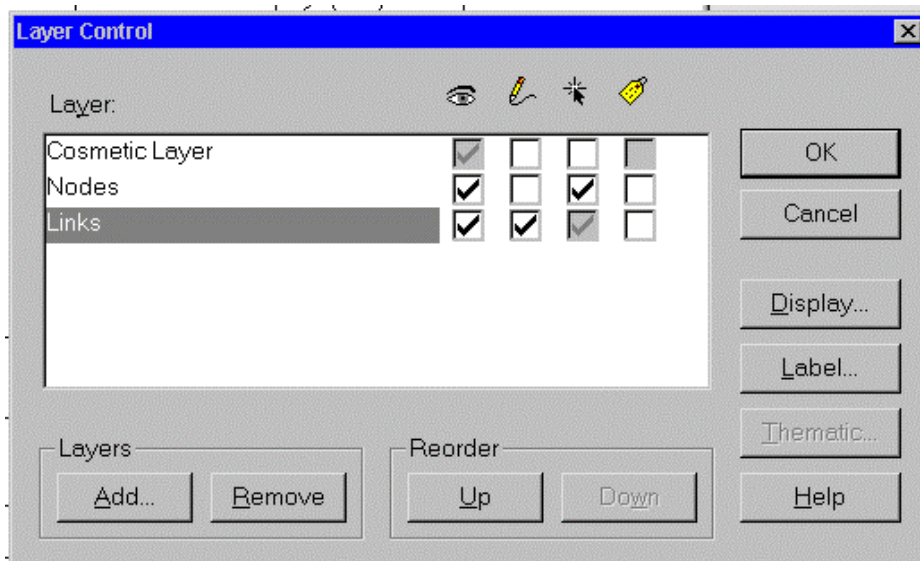 Layer Control
Layer:
Cosmetic Layer
Nodes
Links
OK
Cancel
Display...
Label...
Thematic...
Help
Layers
Add...
Remove
Reorder
Up
Down